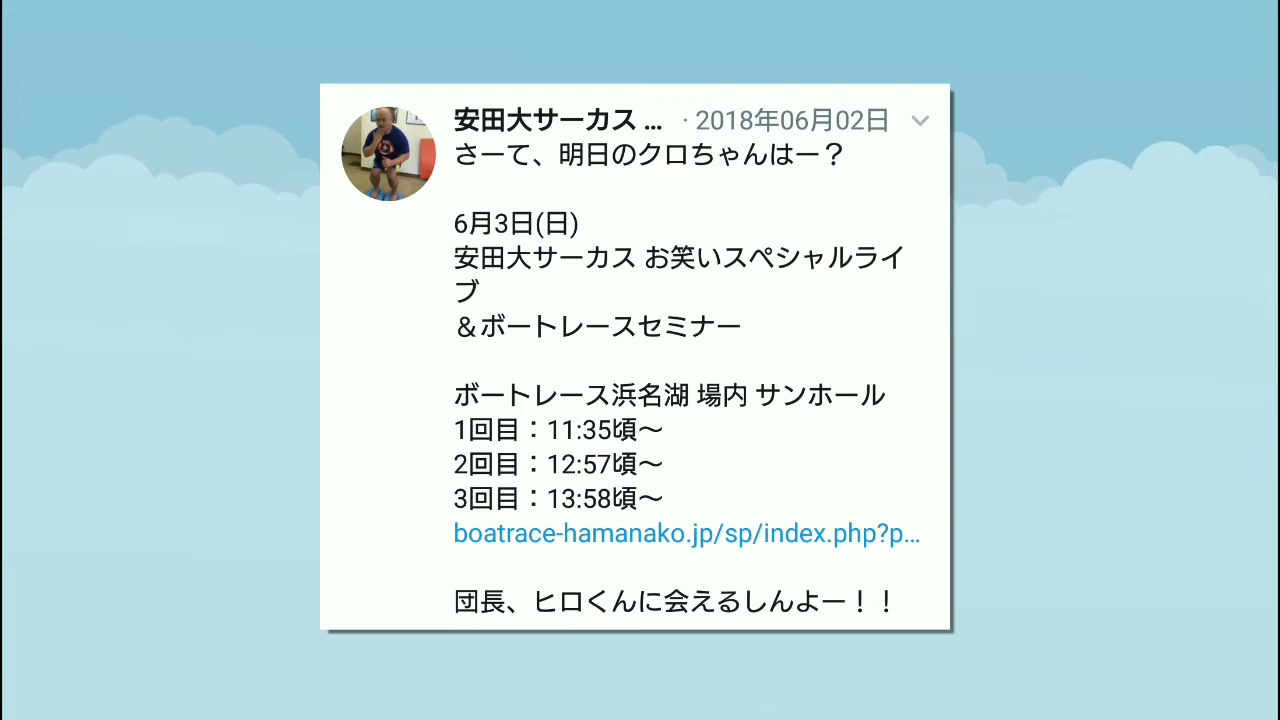 安田大サーカス ... · 2018年06月02日
さーて、明日のクロちゃんはー？
6月3日(日)
安田大サーカス お笑いスペシャルライ
ブ
＆ボートレースセミナー
ボートレース浜名湖 場内 サンホール
1回目：11:35頃〜
2回目：12:57頃〜
3回目：13:58頃〜
boatrace-hamanako.jp/sp/index.php?p...
団長、ヒロくんに会えるしんよー！！